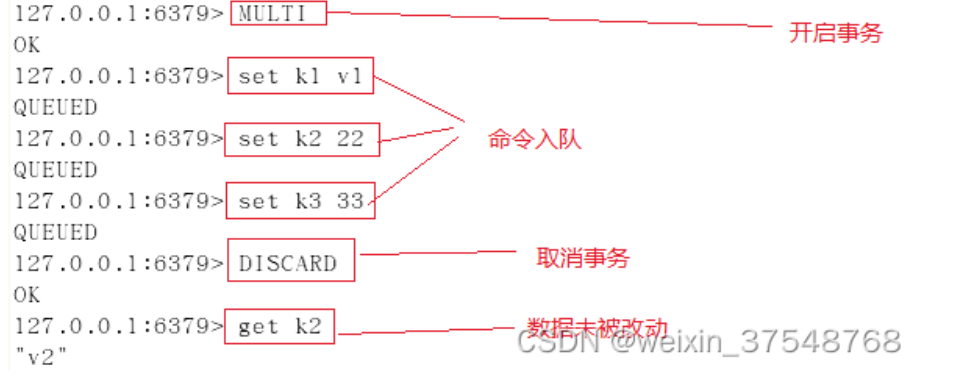 127.0.0.1:6379> MULTI
开启事务
OK
127.0.0.1:6379> set k1 v1
QUEUED
127.0.0.1:6379> set k2 22
命令入队
QUEUED
127.0.0.1:6379> set k3 33
QUEUED
127.0.0.1:6379> DISCARD
取消事务
OK
127.0.0.1:6379> get k2
数据未被改动
CSDN @weixin_37548768
"v2"